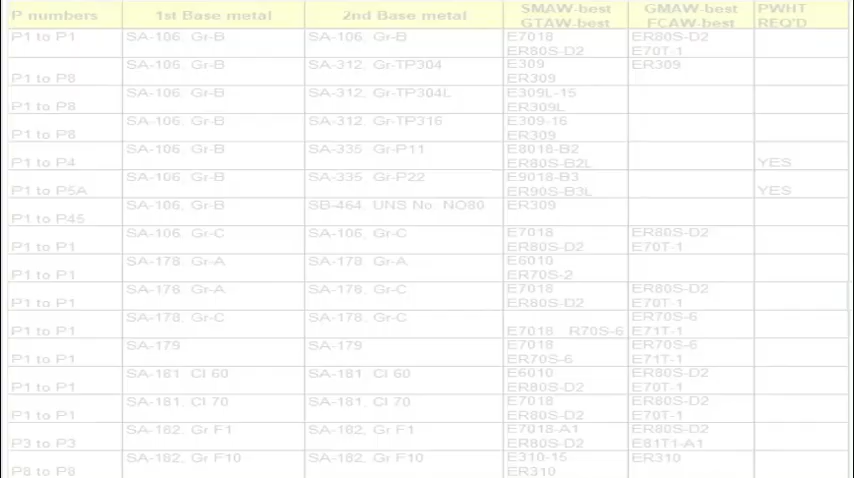 P numbers 1st Base metal 2nd Base metal SMAW-best GTAW-best GMAW-best FCAW-best PWHT REQ'D
P1 to P1 SA-106, Gr-B SA-106, Gr-B E7018 ER80S-D2 ER80S-D2 E70T-1
P1 to P8 SA-106, Gr-B SA-312, Gr-TP304 E309 ER309 ER309
P1 to P8 SA-106, Gr-B SA-312, Gr-TP304L E309L-15 ER309L
P1 to P8 SA-106, Gr-B SA-312, Gr-TP316 E309-16 ER309
P1 to P4 SA-106, Gr-B SA-335, Gr-P11 E8018-B2 ER80S-B2L YES
P1 to P5A SA-106, Gr-B SA-335, Gr-P22 E9018-B3 ER90S-B3L YES
P1 to P45 SA-106, Gr-B SB-464, UNS No. NO80 ER309
P1 to P1 SA-106, Gr-C SA-106, Gr-C E7018 ER80S-D2 ER80S-D2 E70T-1
P1 to P1 SA-178, Gr-A SA-178, Gr-A E6010 ER70S-2
P1 to P1 SA-178, Gr-A SA-178, Gr-C E7018 ER80S-D2 ER80S-D2 E70T-1
P1 to P1 SA-178, Gr-C SA-178, Gr-C E7018 R70S-6 ER70S-6 E71T-1
P1 to P1 SA-179 SA-179 E7018 ER70S-6 ER70S-6 E71T-1
P1 to P1 SA-181, Cl 60 SA-181, Cl 60 E6010 ER80S-D2 ER80S-D2 E70T-1
P1 to P1 SA-181, Cl 70 SA-181, Cl 70 E7018 ER80S-D2 ER80S-D2 E70T-1
P3 to P3 SA-182, Gr F1 SA-182, Gr F1 E7018-A1 ER80S-D2 ER80S-D2 E81T1-A1
P8 to P8 SA-182, Gr F10 SA-182, Gr F10 E310-15 ER310 ER310